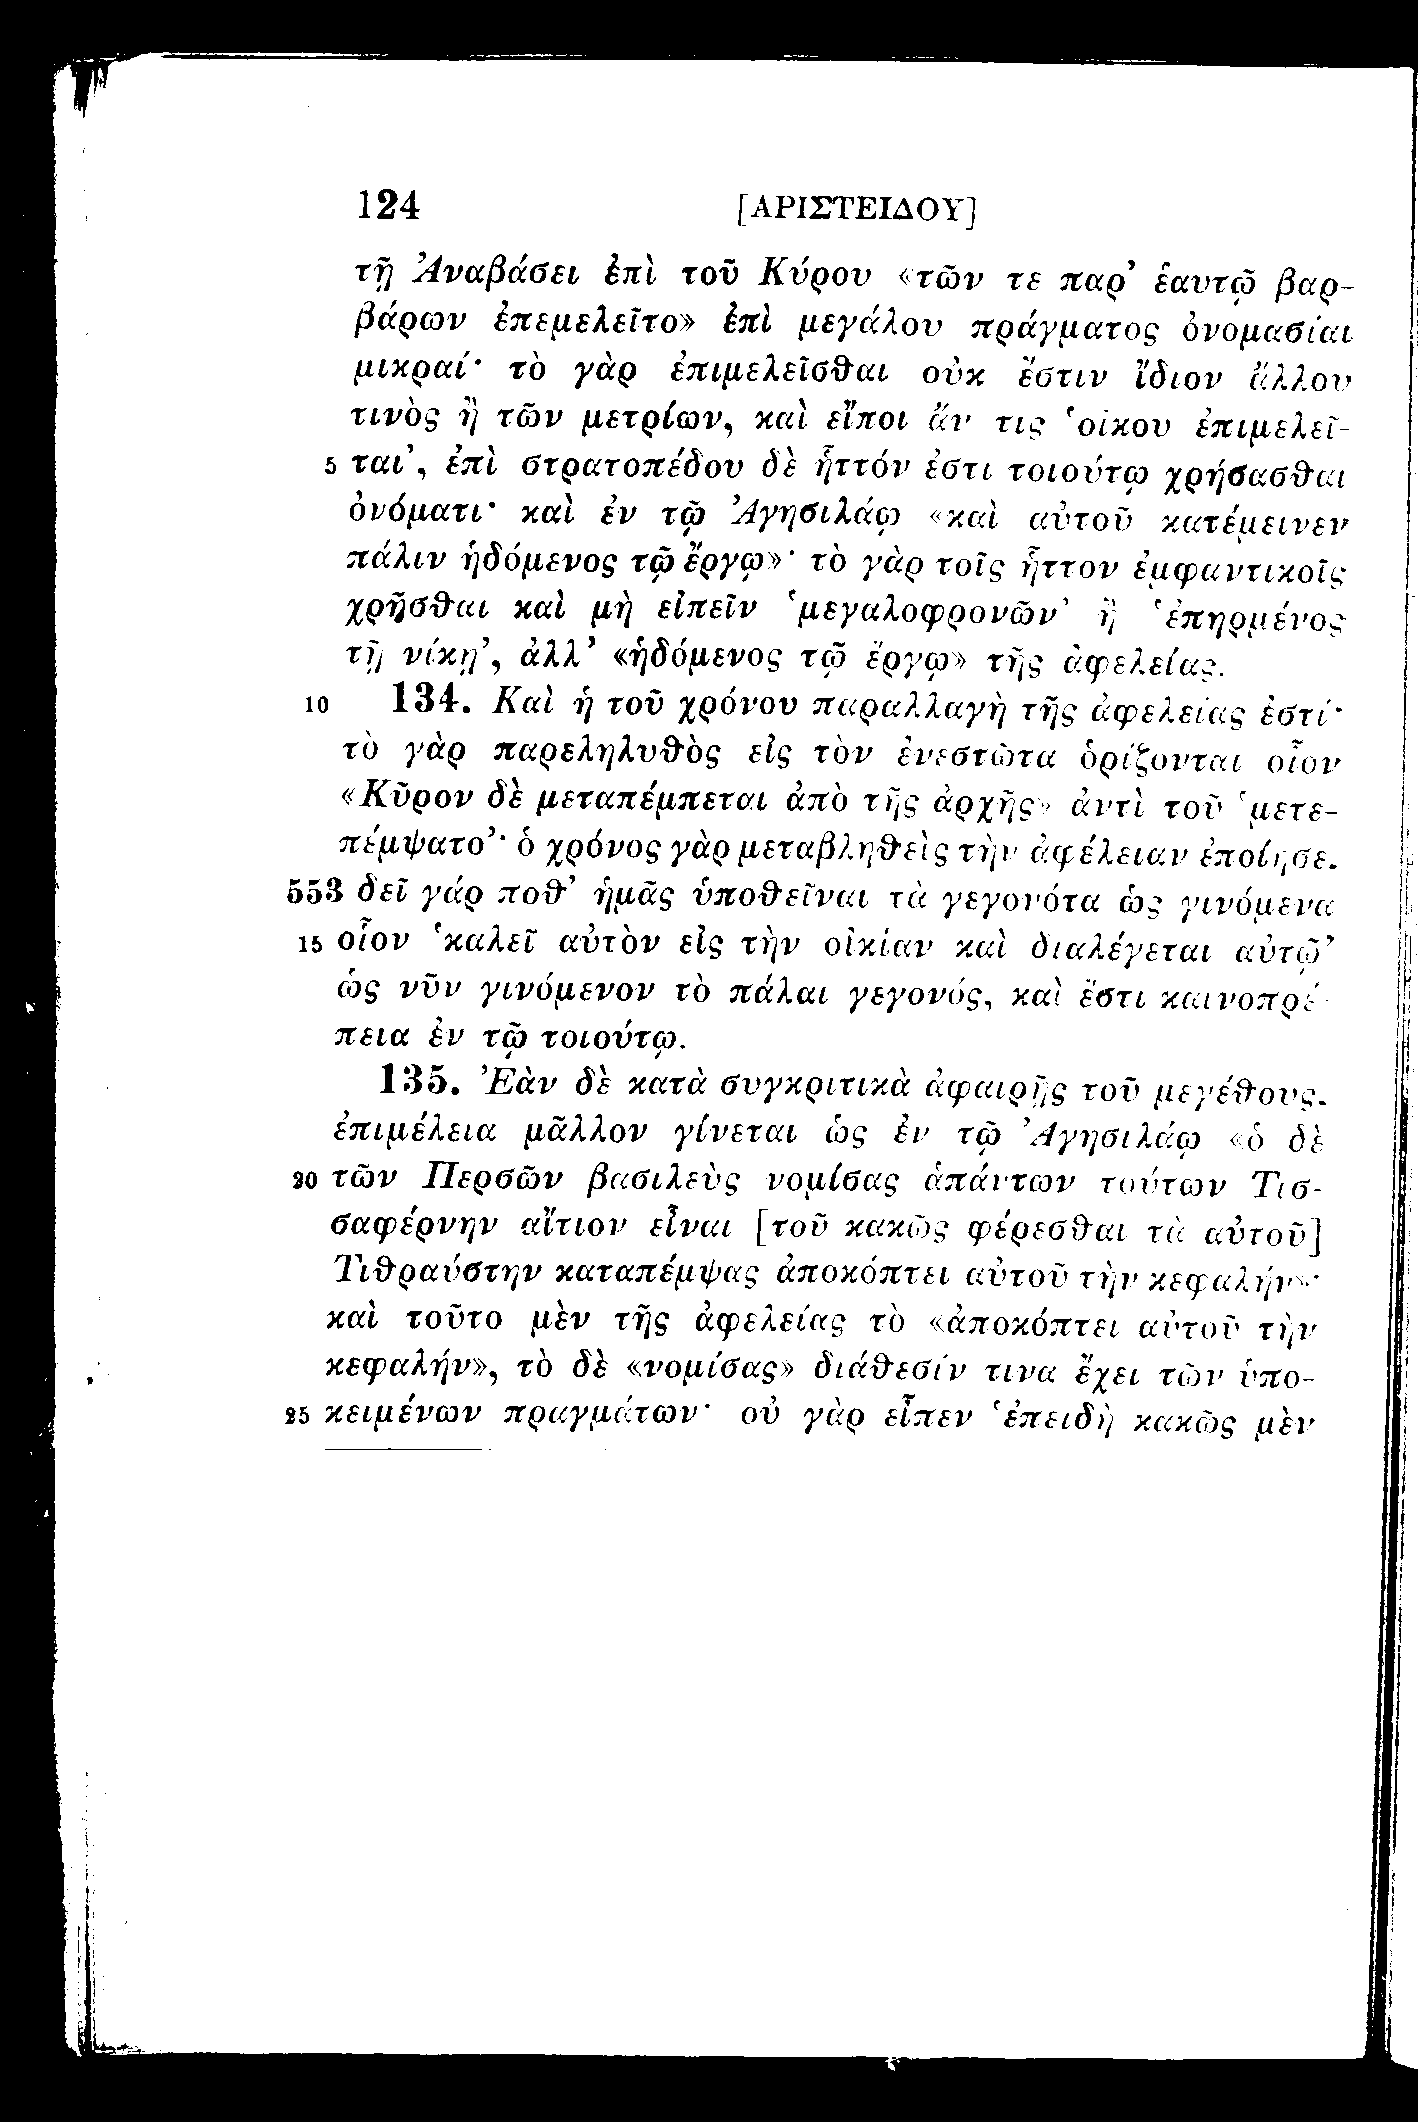 124 [ΑΡΙΣΤΕΙΔΟΥ]
τῇ Ἀναβάσει ἐπὶ τοῦ Κύρου «τῶν τε παρ’ ἑαυτῷ βαρ-
βάρων ἐπεμελεῖτο» ἐπὶ μεγάλου πράγματος ὀνομασίαι
μικραί· τὸ γὰρ ἐπιμελεῖσθαι οὐκ ἔστιν ἴδιον ἄλλου
τινὸς ἢ τῶν μετρίων, καὶ εἴποι ἄν τις ‘οἴκου ἐπιμελεῖ-
5 ται’, ἐπὶ στρατοπέδου δὲ ἧττόν ἐστι τοιούτῳ χρήσασθαι
ὀνόματι· καὶ ἐν τῷ Ἀγησιλάῳ «καὶ αὐτοῦ κατέμεινεν
πάλιν ἡδόμενος τῷ ἔργῳ»· τὸ γὰρ τοῖς ἧττον ἐμφαντικοῖς
χρῆσθαι καὶ μὴ εἰπεῖν ‘μεγαλοφρονῶν’ ἢ ‘ἐπηρμένος
τῇ νίκῃ’, ἀλλ’ «ἡδόμενος τῷ ἔργῳ» τῆς ἀφελείας.
10 134. Καὶ ἡ τοῦ χρόνου παραλλαγὴ τῆς ἀφελείας ἐστί·
τὸ γὰρ παρεληλυθὸς εἰς τὸν ἐνεστῶτα ὁρίζονται οἷον
«Κῦρον δὲ μεταπέμπεται ἀπὸ τῆς ἀρχῆς» ἀντὶ τοῦ ‘μετε-
πέμψατο’· ὁ χρόνος γὰρ μεταβληθεὶς τὴν ἀφέλειαν ἐποίησε.
553 δεῖ γάρ ποθ’ ἡμᾶς ὑποθεῖναι τὰ γεγονότα ὡς γινόμενα
15 οἷον ‘καλεῖ αὐτὸν εἰς τὴν οἰκίαν καὶ διαλέγεται αὐτῷ’
ὡς νῦν γινόμενον τὸ πάλαι γεγονός, καὶ ἔστι καινοπρέ-
πεια ἐν τῷ τοιούτῳ.
135. Ἐὰν δὲ κατὰ συγκριτικὰ ἀφαιρῇς τοῦ μεγέθους,
ἐπιμέλεια μᾶλλον γίνεται ὡς ἐν τῷ Ἀγησιλάῳ «ὁ δὲ
20 τῶν Περσῶν βασιλεὺς νομίσας ἁπάντων τούτων Τισ-
σαφέρνην αἴτιον εἶναι [τοῦ κακῶς φέρεσθαι τὰ αὑτοῦ]
Τιθραύστην καταπέμψας ἀποκόπτει αὐτοῦ τὴν κεφαλήν»·
καὶ τοῦτο μὲν τῆς ἀφελείας τὸ «ἀποκόπτει αὐτοῦ τὴν
κεφαλήν», τὸ δὲ «νομίσας» διάθεσίν τινα ἔχει τῶν ὑπο-
25 κειμένων πραγμάτων· οὐ γὰρ εἶπεν ‘ἐπειδὴ κακῶς μὲν